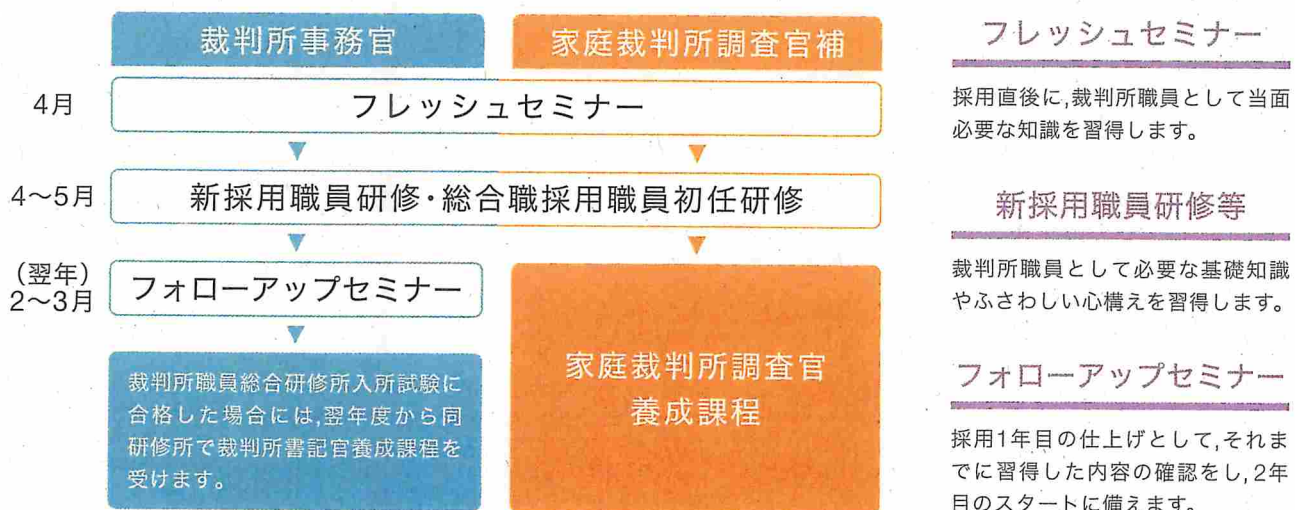 裁判所事務官
家庭裁判所調査官補
4月
フレッシュセミナー
4〜5月
新採用職員研修・総合職採用職員初任研修
(翌年)
2〜3月
フォローアップセミナー
裁判所職員総合研修所入所試験に
合格した場合には,翌年度から同
研修所で裁判所書記官養成課程を
受けます。
家庭裁判所調査官
養成課程
フレッシュセミナー
採用直後に,裁判所職員として当面
必要な知識を習得します。
新採用職員研修等
裁判所職員として必要な基礎知識
やふさわしい心構えを習得します。
フォローアップセミナー
採用1年目の仕上げとして,それま
でに習得した内容の確認をし,2年
目のスタートに備えます。